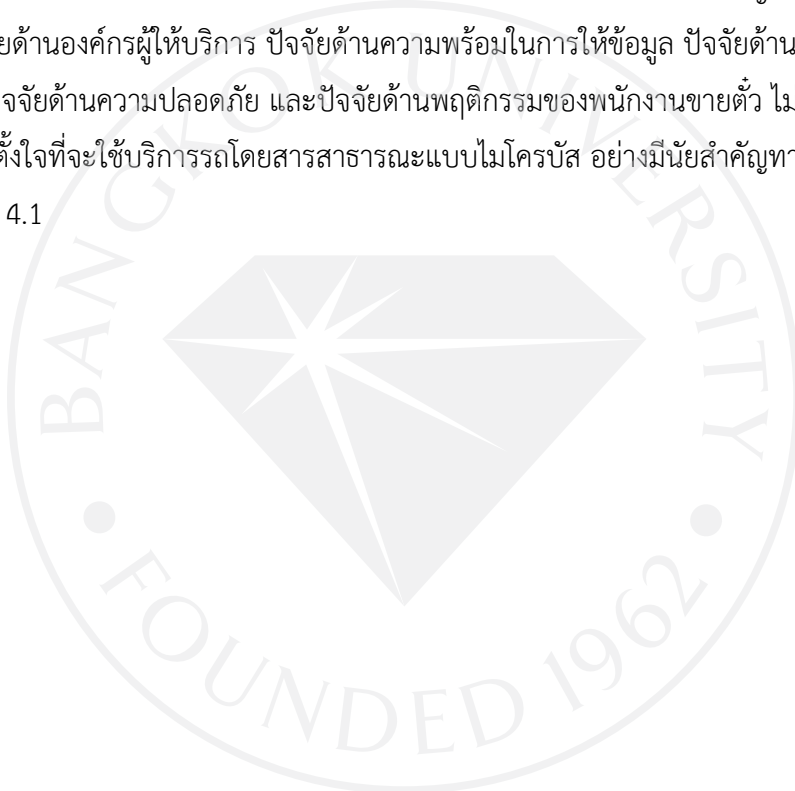 ยด้านองค์กรผู้ให้บริการ ปัจจัยด้านความพร้อมในการให้ข้อมูล ปัจจัยด้าน
จจัยด้านความปลอดภัย และปัจจัยด้านพฤติกรรมของพนักงานขายตั๋ว ไม
ตั้งใจที่จะใช้บริการรถโดยสารสาธารณะแบบไมโครบัส อย่างมีนัยสำคัญทา
4.1
BANGKOK UNIVERSITY
FOUNDED 1962